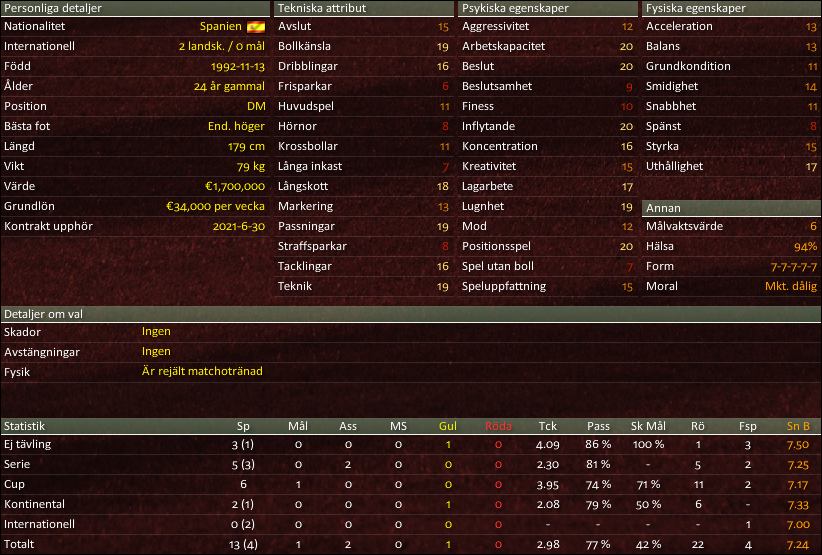 Personliga detaljer
Nationalitet Spanien
Internationell 2 landsk. / 0 mål
Född 1992-11-13
Ålder 24 år gammal
Position DM
Bästa fot End. höger
Längd 179 cm
Vikt 79 kg
Värde €1,700,000
Grundlön €34,000 per vecka
Kontrakt upphör 2021-6-30
Tekniska attribut
Avslut 15
Bollkänsla 19
Dribblingar 16
Frisparkar 6
Huvudspel 11
Hörnor 8
Krossbollar 11
Långa inkast 7
Långskott 18
Markering 13
Passningar 19
Straffsparkar 8
Tacklingar 16
Teknik 19
Psykiska egenskaper
Aggressivitet 12
Arbetskapacitet 20
Beslut 20
Beslutsamhet 9
Finess 10
Inflytande 20
Koncentration 16
Kreativitet 15
Lagarbete 17
Lugnhet 19
Mod 12
Positionsspel 20
Spel utan boll 7
Speluppfattning 15
Fysiska egenskaper
Acceleration 13
Balans 13
Grundkondition 11
Smidighet 14
Snabbhet 11
Spänst 8
Styrka 15
Uthållighet 17
Annan
Målvaktsvärde 6
Hälsa 94%
Form 7-7-7-7-7
Moral Mkt. dålig
Detaljer om val
Skador Ingen
Avstängningar Ingen
Fysik Är rejält matchotränad
Statistik Sp Mål Ass MS Gul Röda Tck Pass Sk Mål Rö Fsp Sn B
Ej tävling 3 (1) 0 0 0 1 0 4.09 86 % 100 % 1 3 7.50
Serie 5 (3) 0 2 0 0 0 2.30 81 % - 5 2 7.25
Cup 6 1 0 0 0 0 3.95 74 % 71 % 11 2 7.17
Kontinental 2 (1) 0 0 0 1 0 2.08 79 % 50 % 6 - 7.33
Internationell 0 (2) 0 0 0 0 0 - - - - 1 7.00
Totalt 13 (4) 1 2 0 1 0 2.98 77 % 42 % 22 4 7.24